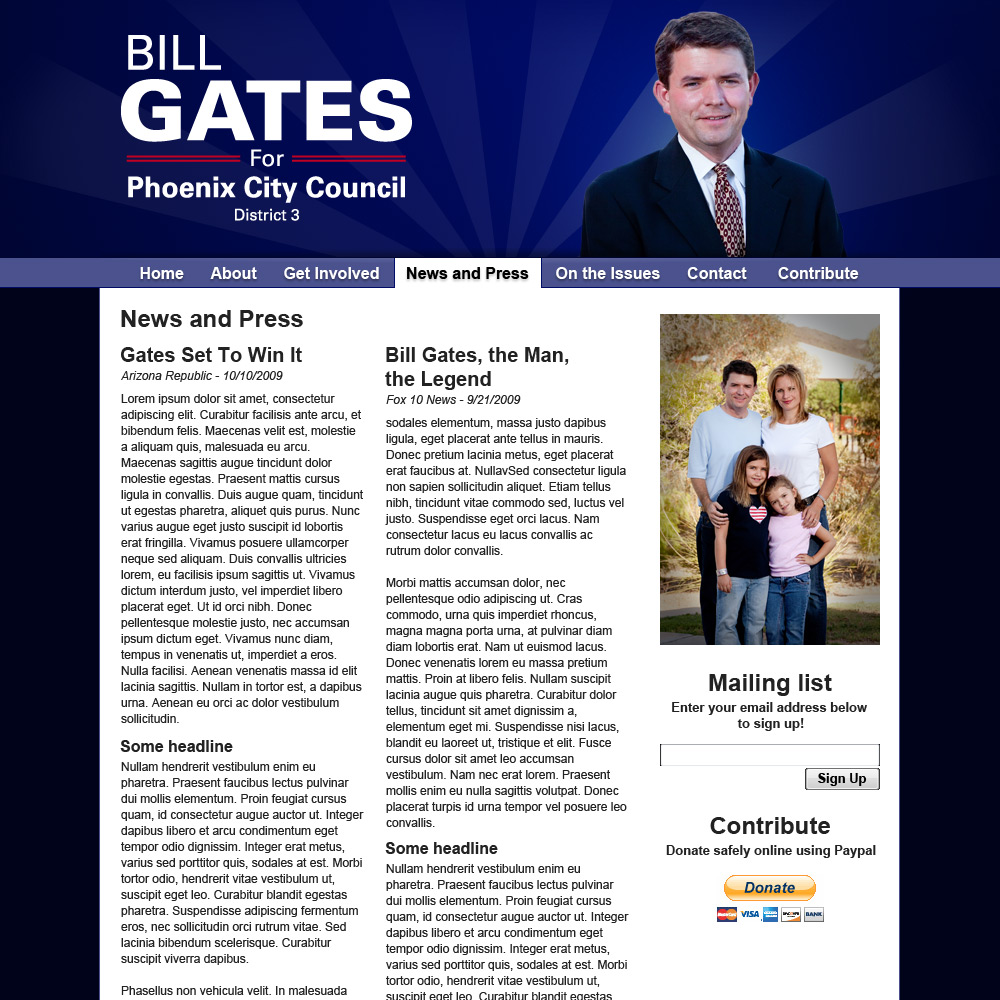 BILL
GATES
For
Phoenix City Council
District 3
Home About Get Involved News and Press On the Issues Contact Contribute
News and Press
Gates Set To Win It
Arizona Republic - 10/10/2009
Lorem ipsum dolor sit amet, consectetur
adipiscing elit. Curabitur facilisis ante arcu, et
bibendum felis. Maecenas velit est, molestie
a aliquam quis, malesuada eu arcu.
Maecenas sagittis augue tincidunt dolor
molestie egestas. Praesent mattis cursus
ligula in convallis. Duis augue quam, tincidunt
ut egestas pharetra, aliquet quis purus. Nunc
varius augue eget justo suscipit id lobortis
erat fringilla. Vivamus posuere ullamcorper
neque sed aliquam. Duis convallis ultricies
lorem, eu facilisis ipsum sagittis ut. Vivamus
dictum interdum justo, vel imperdiet libero
placerat eget. Ut id orci nibh. Donec
pellentesque molestie justo, nec accumsan
ipsum dictum eget. Vivamus nunc diam,
tempus in venenatis ut, imperdiet a eros.
Nulla facilisi. Aenean venenatis massa id elit
lacinia sagittis. Nullam in tortor est, a dapibus
urna. Aenean eu orci ac dolor vestibulum
sollicitudin.
Some headline
Nullam hendrerit vestibulum enim eu
pharetra. Praesent faucibus lectus pulvinar
dui mollis elementum. Proin feugiat cursus
quam, id consectetur augue auctor ut. Integer
dapibus libero et arcu condimentum eget
tempor odio dignissim. Integer erat metus,
varius sed porttitor quis, sodales at est. Morbi
tortor odio, hendrerit vitae vestibulum ut,
suscipit eget leo. Curabitur blandit egestas
pharetra. Suspendisse adipiscing fermentum
eros, nec sollicitudin orci rutrum vitae. Sed
lacinia bibendum scelerisque. Curabitur
suscipit viverra dapibus.
Phasellus non vehicula velit. In malesuada
Bill Gates, the Man,
the Legend
Fox 10 News - 9/21/2009
sodales elementum, massa justo dapibus
ligula, eget placerat ante tellus in mauris.
Donec pretium lacinia metus, eget placerat
erat faucibus at. NullavSed consectetur ligula
non sapien sollicitudin aliquet. Etiam tellus
nibh, tincidunt vitae commodo sed, luctus vel
justo. Suspendisse eget orci lacus. Nam
consectetur lacus eu lacus convallis ac
rutrum dolor convallis.
Morbi mattis accumsan dolor, nec
pellentesque odio adipiscing ut. Cras
commodo, urna quis imperdiet rhoncus,
magna magna porta urna, at pulvinar diam
diam lobortis erat. Nam ut euismod lacus.
Donec venenatis lorem eu massa pretium
mattis. Proin at libero felis. Nullam suscipit
lacinia augue quis pharetra. Curabitur dolor
tellus, tincidunt sit amet dignissim a,
elementum eget mi. Suspendisse nisi lacus,
blandit eu laoreet ut, tristique et elit. Fusce
cursus dolor sit amet leo accumsan
vestibulum. Nam nec erat lorem. Praesent
mollis enim eu nulla sagittis volutpat. Donec
placerat turpis id urna tempor vel posuere leo
convallis.
Some headline
Nullam hendrerit vestibulum enim eu
pharetra. Praesent faucibus lectus pulvinar
dui mollis elementum. Proin feugiat cursus
quam, id consectetur augue auctor ut. Integer
dapibus libero et arcu condimentum eget
tempor odio dignissim. Integer erat metus,
varius sed porttitor quis, sodales at est. Morbi
tortor odio, hendrerit vitae vestibulum ut,
suscipit eget leo. Curabitur blandit egestas
Mailing list
Enter your email address below
to sign up!
Sign Up
Contribute
Donate safely online using Paypal
Donate
MasterCard VISA DISCOVER BANK